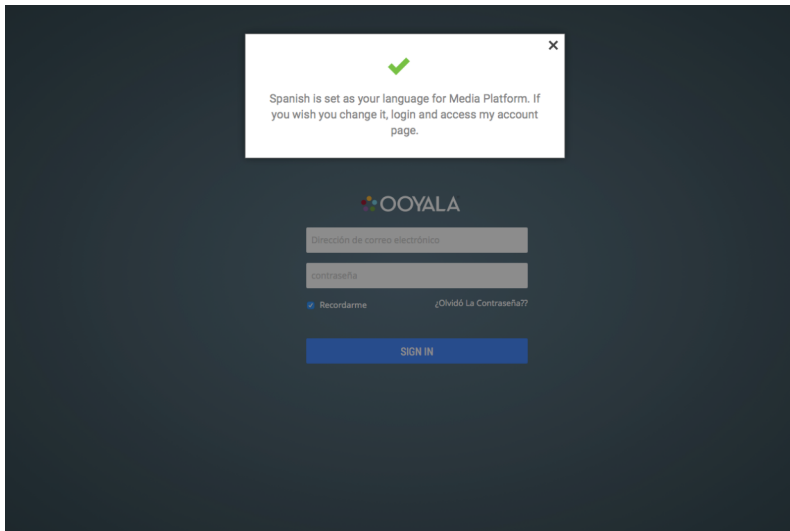 Spanish is set as your language for Media Platform. If
you wish you change it, login and access my account
page.
OOYALA
Dirección de correo electrónico
contraseña
Recordarme
¿Olvidó La Contraseña??
SIGN IN